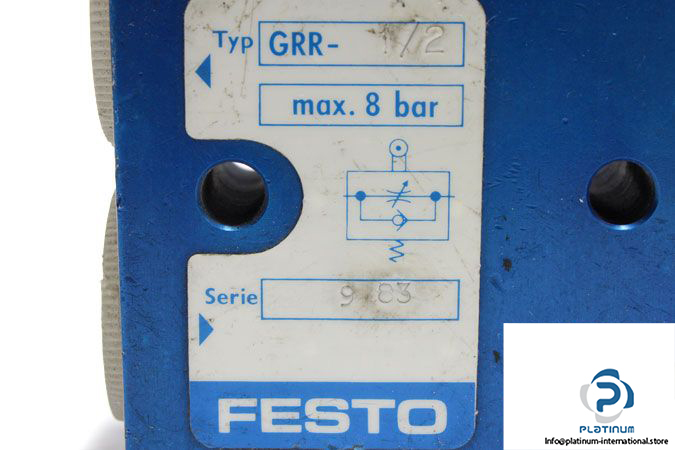 Typ GRR- 1/2
max. 8 bar
Serie 9 83
FESTO
PLATINUM
info@platinum-international.store